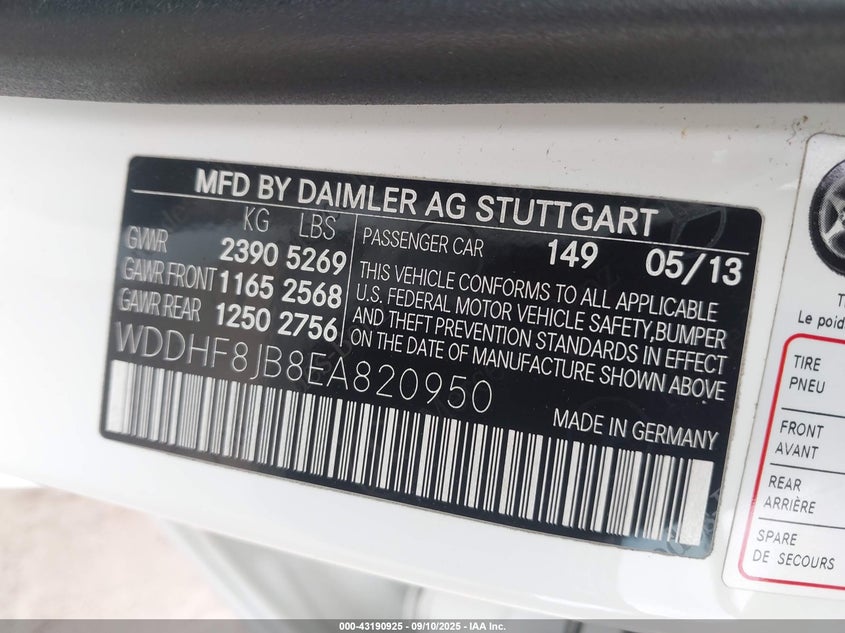 MFD BY DAIMLER AG STUTTGART
KG LBS
GVWR 2390 5269
GAWR FRONT 1165 2568
GAWR REAR 1250 2756
PASSENGER CAR 149 05/13
THIS VEHICLE CONFORMS TO ALL APPLICABLE
U.S. FEDERAL MOTOR VEHICLE SAFETY, BUMPER
AND THEFT PREVENTION STANDARDS IN EFFECT
ON THE DATE OF MANUFACTURE SHOWN ABOVE
WDDHF8JB8EA820950
MADE IN GERMANY
Le poid
TIRE
PNEU
FRONT
AVANT
REAR
ARRIÈRE
SPARE
DE SECOURS
000-43190925 - 09/10/2025 - IAA Inc.